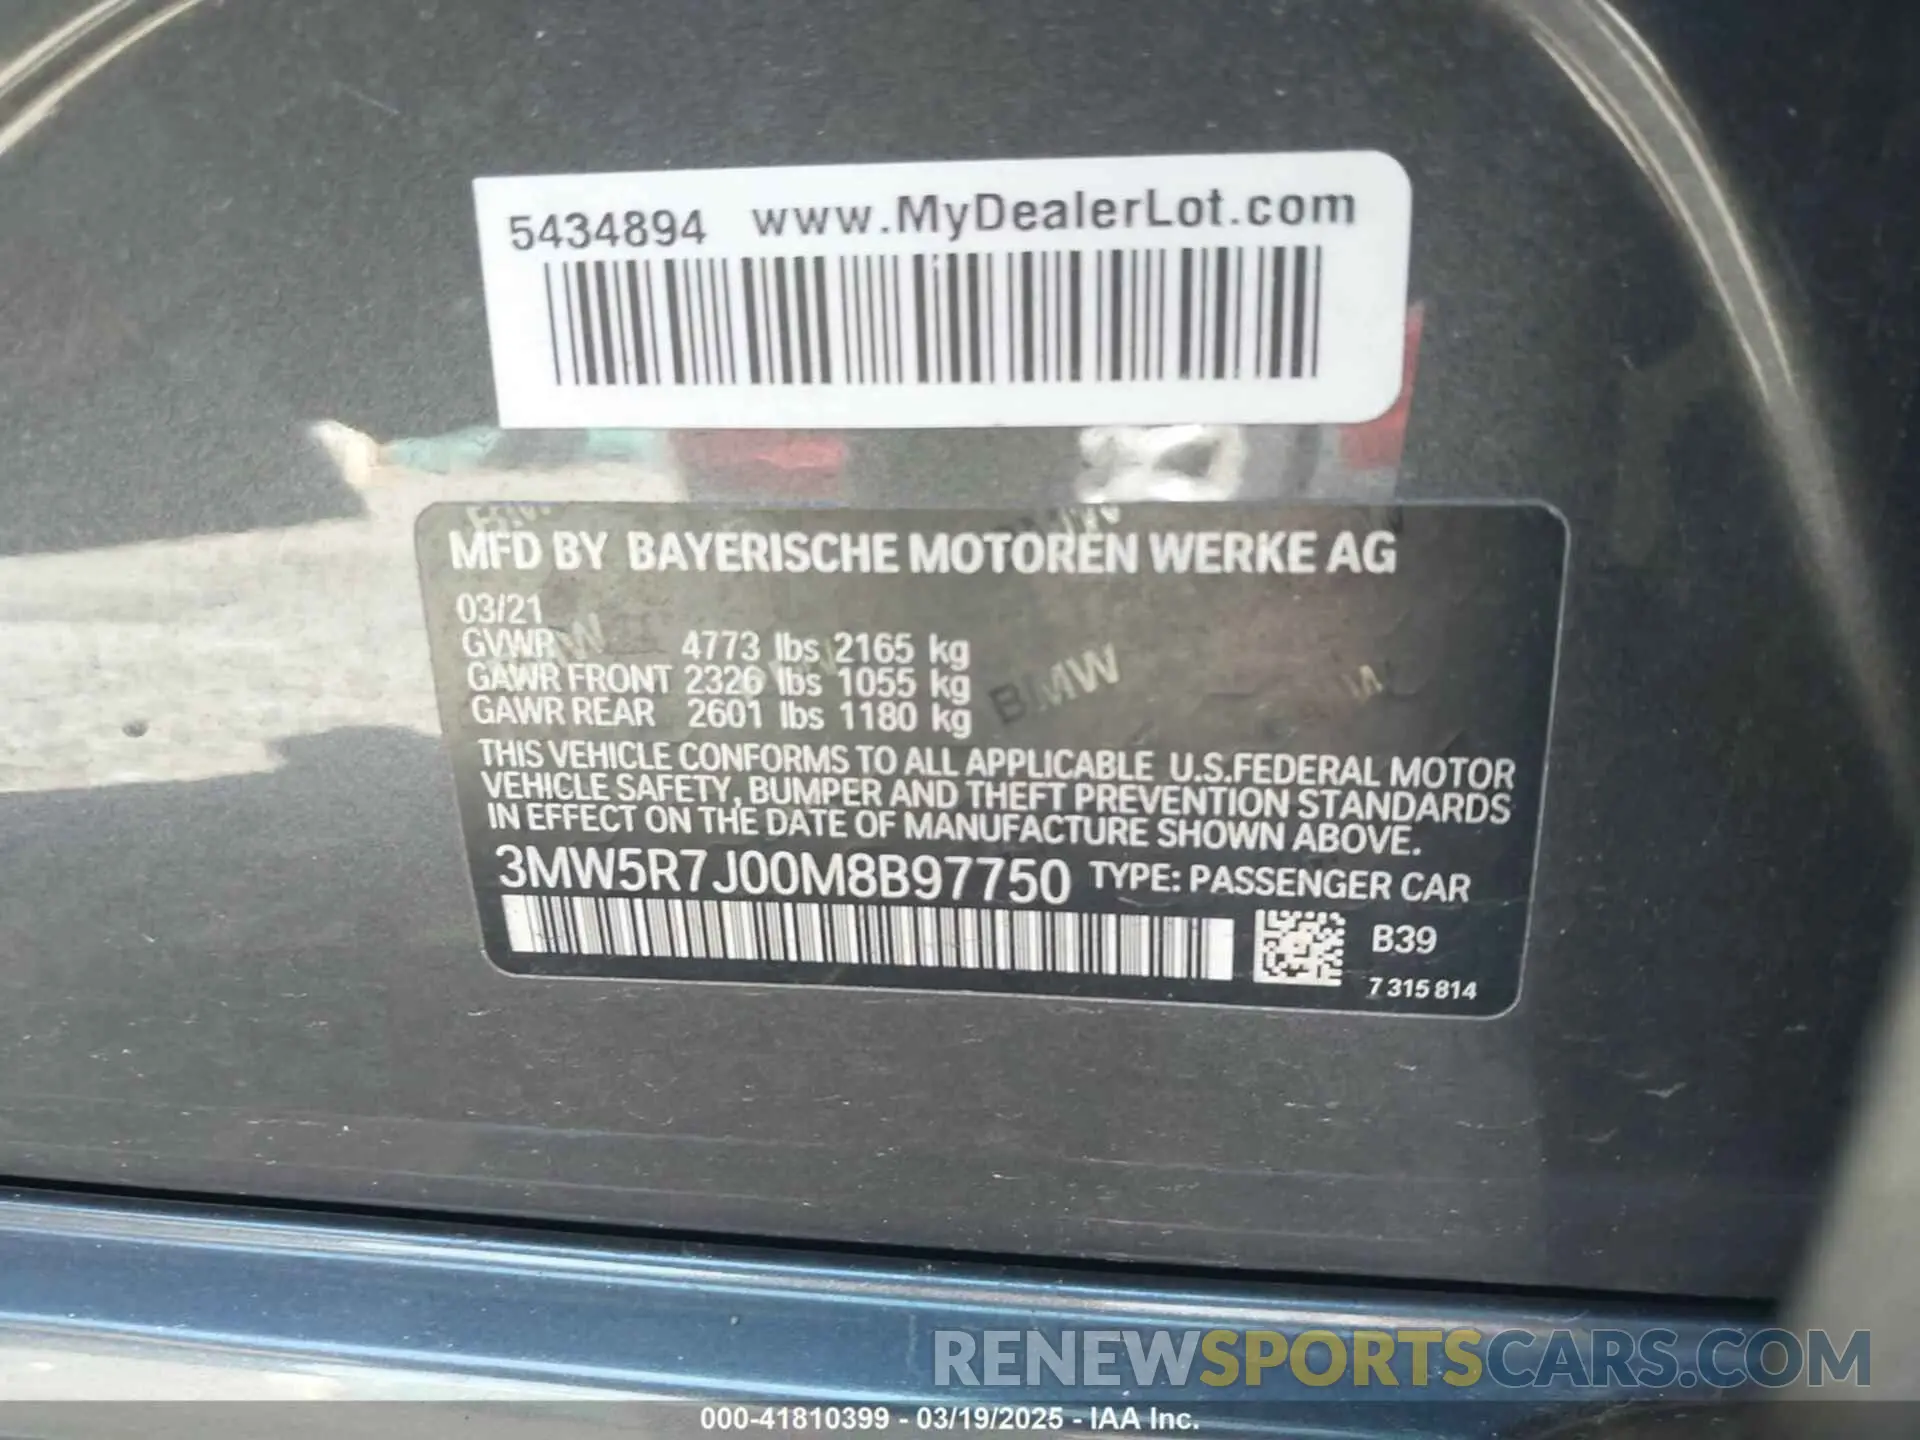 5434894 www.MyDealerLot.com
MFD BY BAYERISCHE MOTOREN WERKE AG
03/21
GVWR 4773 lbs 2165 kg
GAWR FRONT 2326 lbs 1055 kg
GAWR REAR 2601 lbs 1180 kg
BMW
THIS VEHICLE CONFORMS TO ALL APPLICABLE U.S.FEDERAL MOTOR
VEHICLE SAFETY, BUMPER AND THEFT PREVENTION STANDARDS
IN EFFECT ON THE DATE OF MANUFACTURE SHOWN ABOVE.
3MW5R7J00M8B97750 TYPE: PASSENGER CAR
B39
7 315 814
RENEWSPORTSCARS.COM
000-41810399 - 03/19/2025 - IAA Inc.